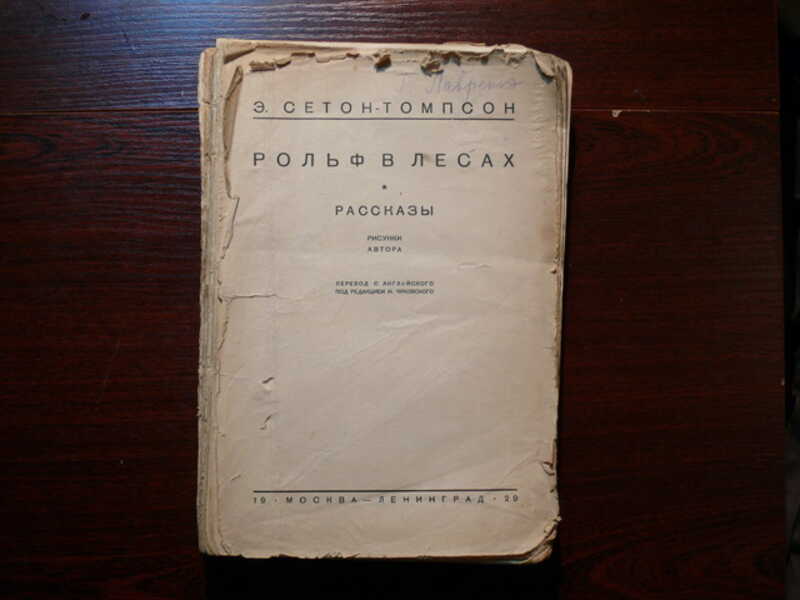 Э. СЕТОН-ТОМПСОН
РОЛЬФ В ЛЕСАХ
*
РАССКАЗЫ
РИСУНКИ
АВТОРА
ПЕРЕВОД С АНГЛИЙСКОГО
ПОД РЕДАКЦИЕЙ Н. ЧУКОВСКОГО
19 · МОСКВА — ЛЕНИНГРАД · 29